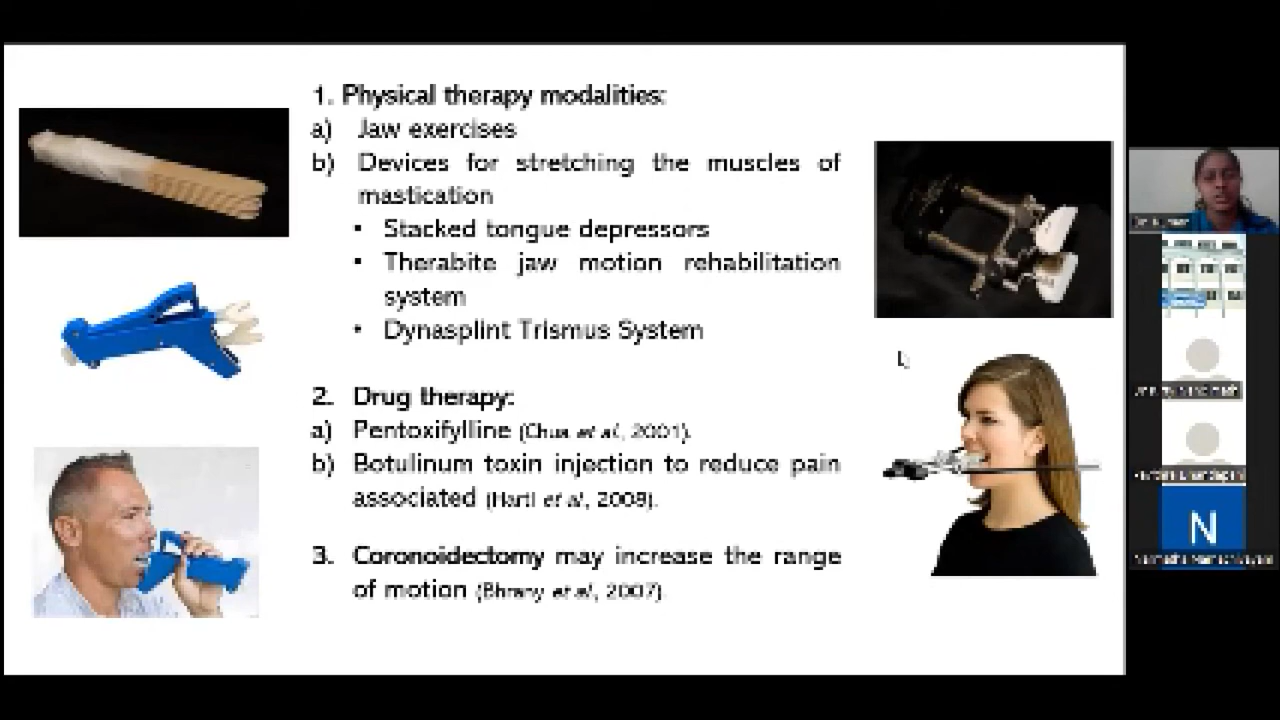 1. Physical therapy modalities:
a) Jaw exercises
b) Devices for stretching the muscles of
mastication
• Stacked tongue depressors
• Therabite jaw motion rehabilitation
system
• Dynasplint Trismus System
2. Drug therapy:
a) Pentoxifylline (Chua et al, 2001).
b) Botulinum toxin injection to reduce pain
associated (Hartl et al, 2008).
3. Coronoidectomy may increase the range
of motion (Bhrany et al, 2007).
N